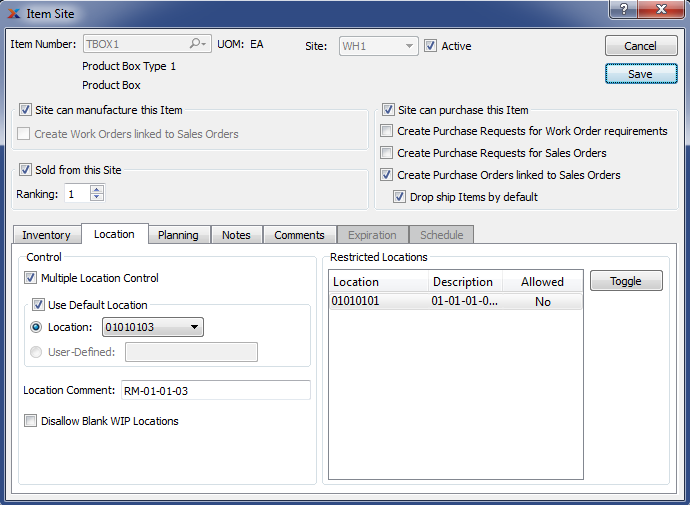 Item Site
Item Number: TBOX1 UOM: EA Site: WH1 Active Cancel
Product Box Type 1
Product Box
Save
Site can manufacture this Item
Create Work Orders linked to Sales Orders
Sold from this Site
Ranking: 1
Site can purchase this Item
Create Purchase Requests for Work Order requirements
Create Purchase Requests for Sales Orders
Create Purchase Orders linked to Sales Orders
Drop ship Items by default
Inventory Location Planning Notes Comments Expiration Schedule
Control
Multiple Location Control
Use Default Location
Location: 01010103
User-Defined:
Location Comment: RM-01-01-03
Disallow Blank WIP Locations
Restricted Locations
Location Description Allowed
01010101 01-01-01-0... No
Toggle